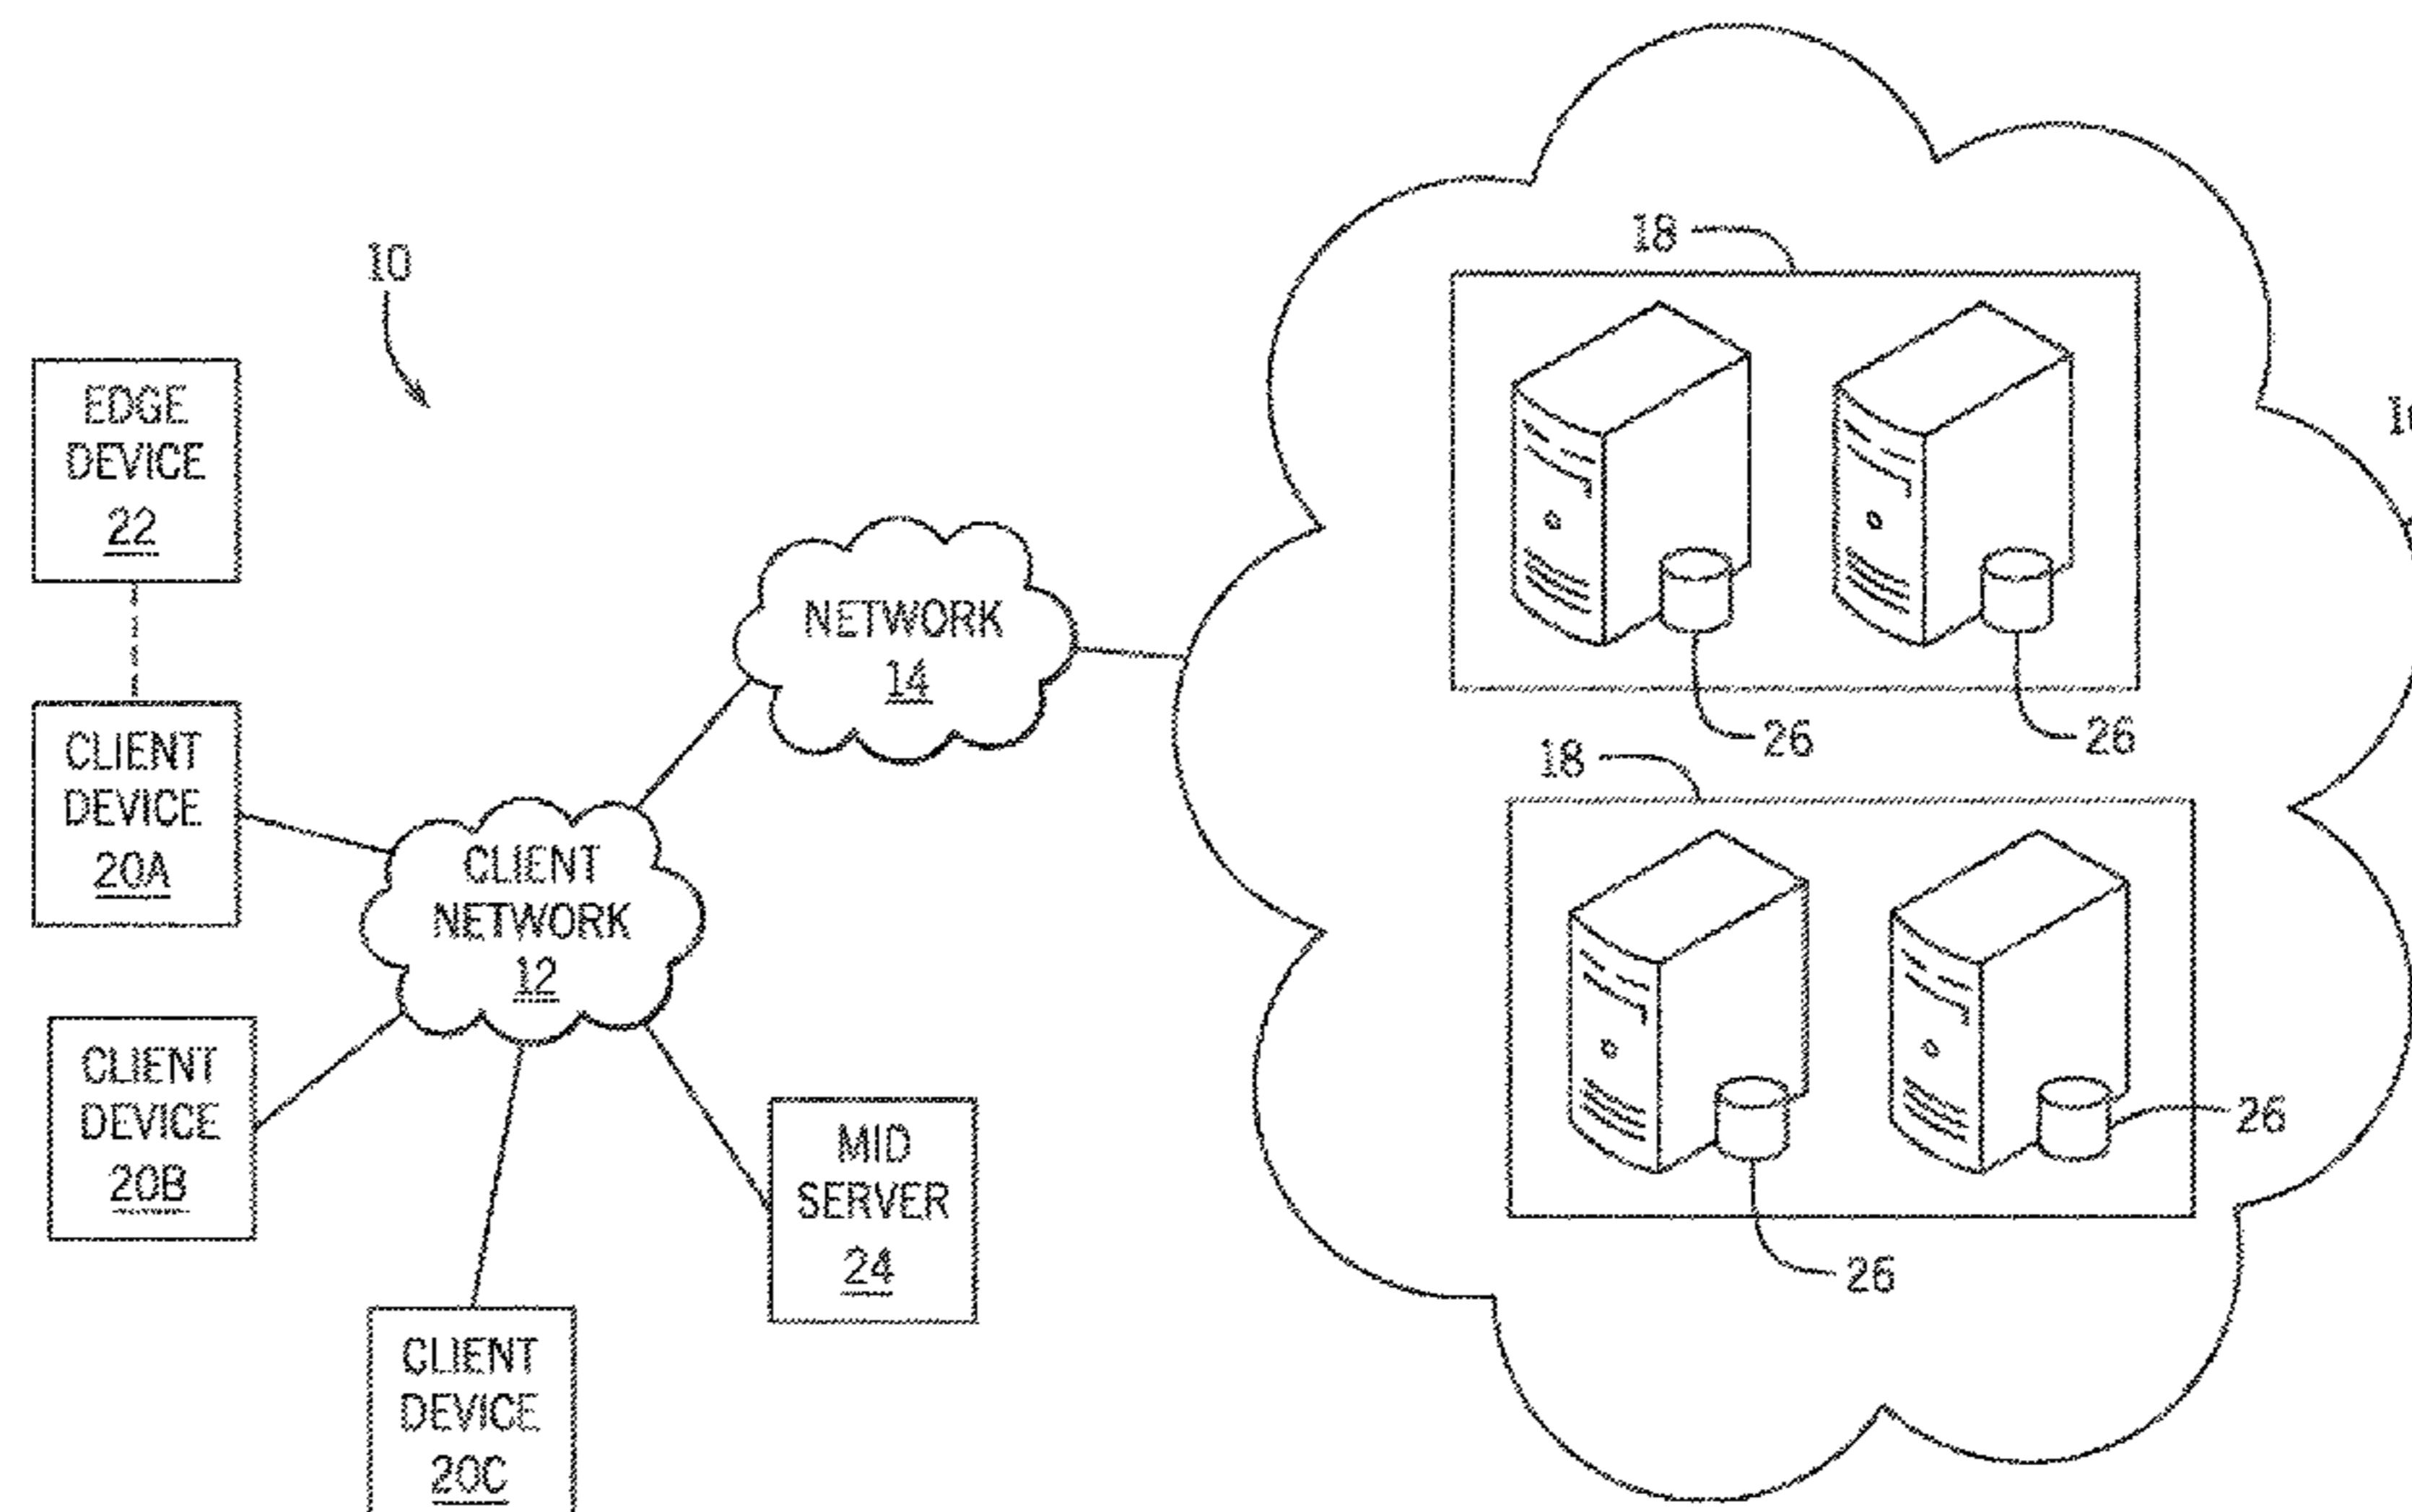 10
EDGE
DEVICE
22
CLIENT
DEVICE
20A
CLIENT
NETWORK
12
NETWORK
14
CLIENT
DEVICE
20B
CLIENT
DEVICE
20C
MID
SERVER
24
18
26
26
18
26
26